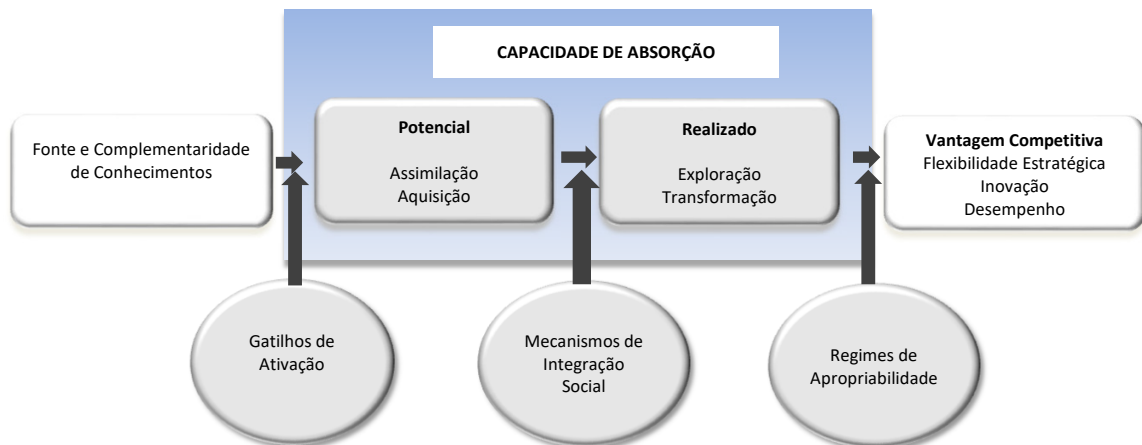 CAPACIDADE DE ABSORÇÃO
Fonte e Complementaridade
de Conhecimentos
Potencial
Assimilação
Aquisição
Realizado
Exploração
Transformação
Vantagem Competitiva
Flexibilidade Estratégica
Inovação
Desempenho
Gatilhos de
Ativação
Mecanismos de
Integração
Social
Regimes de
Apropriabilidade